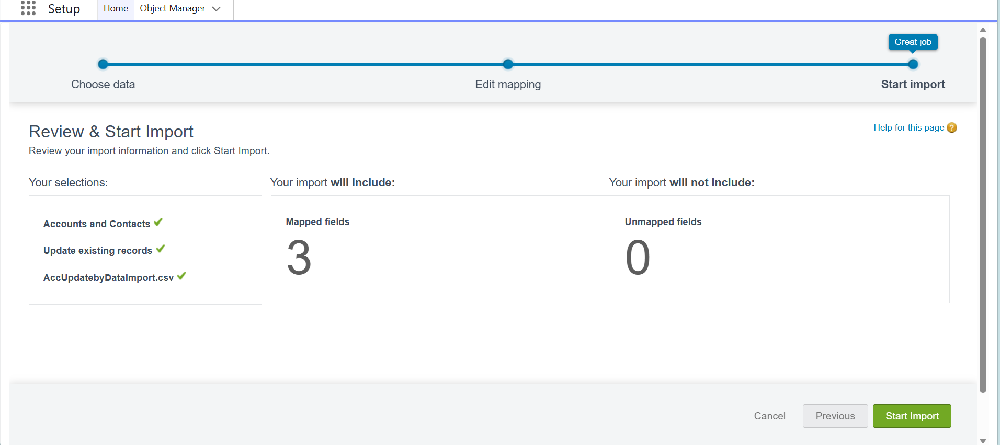 Setup
Home
Object Manager
Great job
Choose data
Edit mapping
Start import
Review & Start Import
Help for this page
?
Review your import information and click Start Import.
Your selections:
Your import will include:
Your import will not include:
Accounts and Contacts
Update existing records
AccUpdatebyDataImport.csv
Mapped fields
3
Unmapped fields
0
Cancel
Previous
Start Import